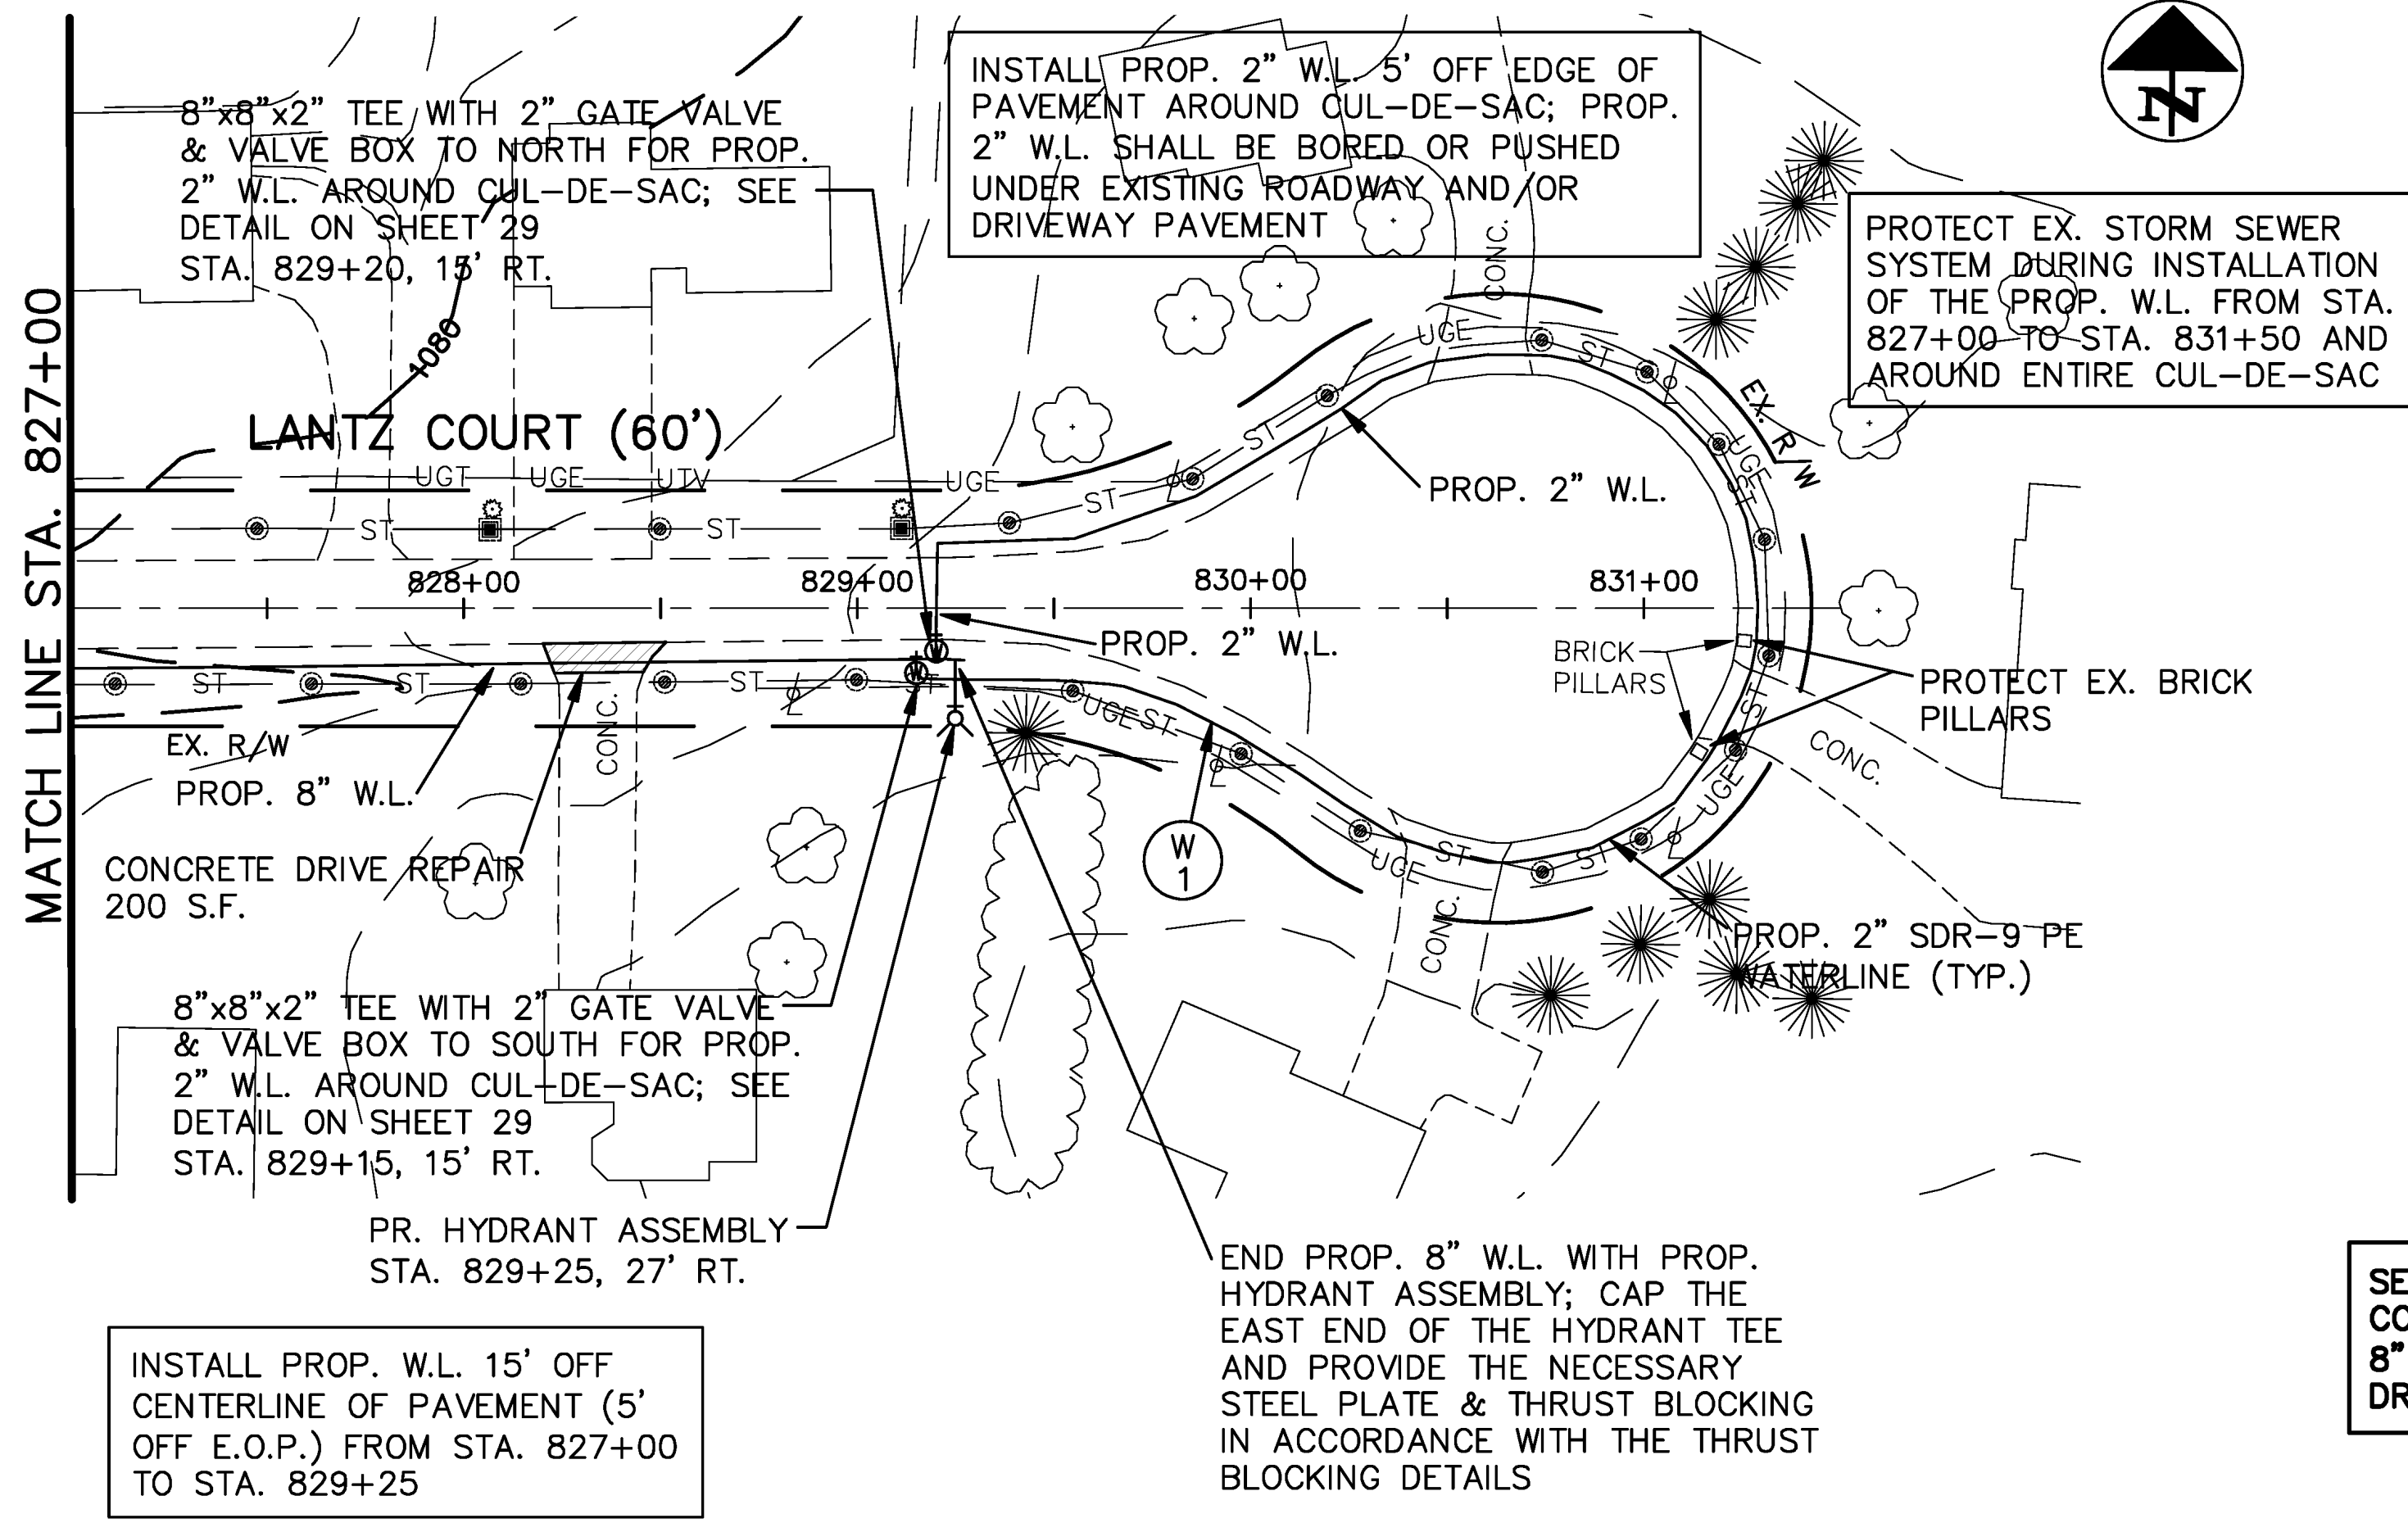 MATCH LINE STA. 827+00
8"x8"x2" TEE WITH 2" GATE VALVE
& VALVE BOX TO NORTH FOR PROP.
2" W.L. AROUND CUL-DE-SAC; SEE
DETAIL ON SHEET 29
STA. 829+20, 15' RT.
INSTALL PROP. 2" W.L. 5' OFF EDGE OF
PAVEMENT AROUND CUL-DE-SAC; PROP.
2" W.L. SHALL BE BORED OR PUSHED
UNDER EXISTING ROADWAY AND/OR
DRIVEWAY PAVEMENT
N
PROTECT EX. STORM SEWER
SYSTEM DURING INSTALLATION
OF THE PROP. W.L. FROM STA.
827+00 TO STA. 831+50 AND
AROUND ENTIRE CUL-DE-SAC
CONC.
1080
UGE
ST
EX. R/W
LANTZ COURT (60')
ST
UGT
UGE
UTV
UGE
UGE
ST
PROP. 2" W.L.
ST
ST
ST
828+00
829+00
830+00
831+00
PROP. 2" W.L.
BRICK
PILLARS
PROTECT EX. BRICK
PILLARS
ST
ST
ST
ST
UGE
ST
ST
CONC.
CONC.
EX. R/W
PROP. 8" W.L.
UGE
W
1
ST
ST
UGE
CONCRETE DRIVE REPAIR
200 S.F.
CONC.
PROP. 2" SDR-9 PE
WATERLINE (TYP.)
8"x8"x2" TEE WITH 2" GATE VALVE
& VALVE BOX TO SOUTH FOR PROP.
2" W.L. AROUND CUL-DE-SAC; SEE
DETAIL ON SHEET 29
STA. 829+15, 15' RT.
PR. HYDRANT ASSEMBLY
STA. 829+25, 27' RT.
END PROP. 8" W.L. WITH PROP.
HYDRANT ASSEMBLY; CAP THE
EAST END OF THE HYDRANT TEE
AND PROVIDE THE NECESSARY
STEEL PLATE & THRUST BLOCKING
IN ACCORDANCE WITH THE THRUST
BLOCKING DETAILS
INSTALL PROP. W.L. 15' OFF
CENTERLINE OF PAVEMENT (5'
OFF E.O.P.) FROM STA. 827+00
TO STA. 829+25
8"